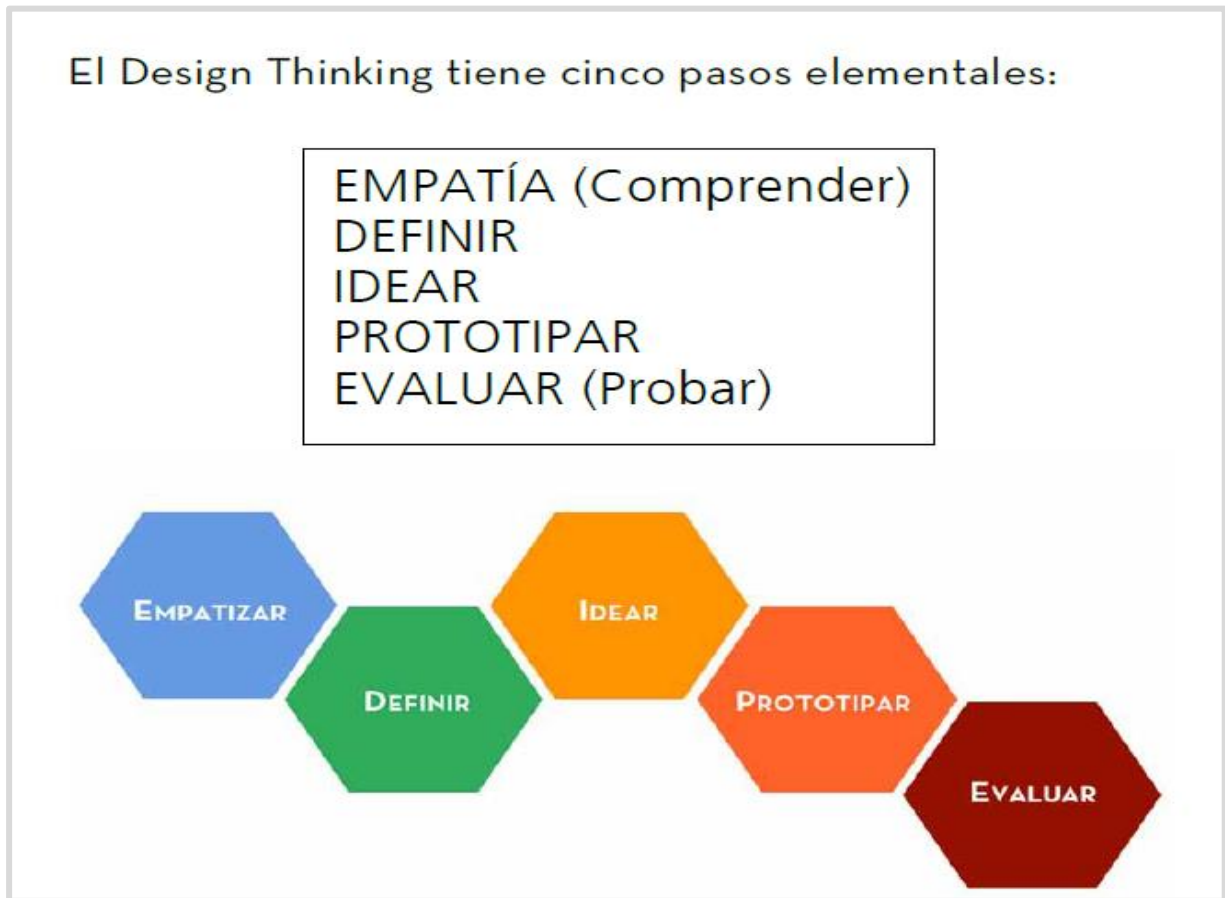 El Design Thinking tiene cinco pasos elementales:
EMPATÍA (Comprender)
DEFINIR
IDEAR
PROTOTIPAR
EVALUAR (Probar)
EMPATIZAR
DEFINIR
IDEAR
PROTOTIPAR
EVALUAR